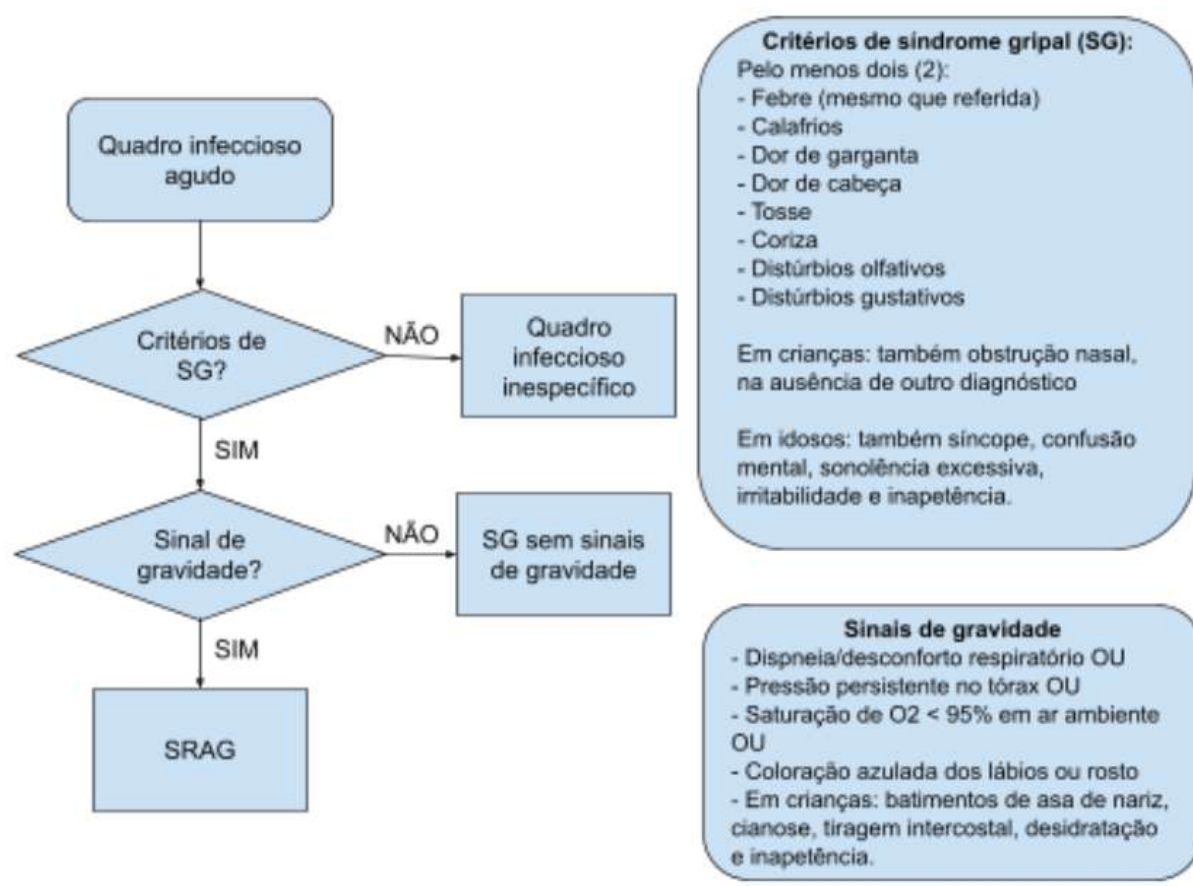 Quadro infeccioso
agudo
Critérios de
SG?
NÃO
Quadro
infeccioso
inespecífico
SIM
Sinal de
gravidade?
NÃO
SG sem sinais
de gravidade
SIM
SRAG
Critérios de síndrome gripal (SG):
Pelo menos dois (2):
- Febre (mesmo que referida)
- Calafrios
- Dor de garganta
- Dor de cabeça
- Tosse
- Coriza
- Distúrbios olfativos
- Distúrbios gustativos
Em crianças: também obstrução nasal,
na ausência de outro diagnóstico
Em idosos: também síncope, confusão
mental, sonolência excessiva,
irritabilidade e inapetência.
Sinais de gravidade
- Dispneia/desconforto respiratório OU
- Pressão persistente no tórax OU
- Saturação de O2 < 95% em ar ambiente
OU
- Coloração azulada dos lábios ou rosto
- Em crianças: batimentos de asa de nariz,
cianose, tiragem intercostal, desidratação
e inapetência.